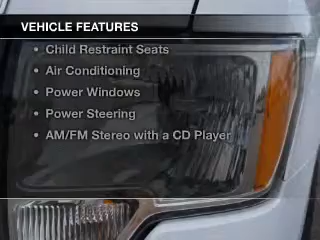 VEHICLE FEATURES
• Child Restraint Seats
• Air Conditioning
• Power Windows
• Power Steering
• AM/FM Stereo with a CD Player